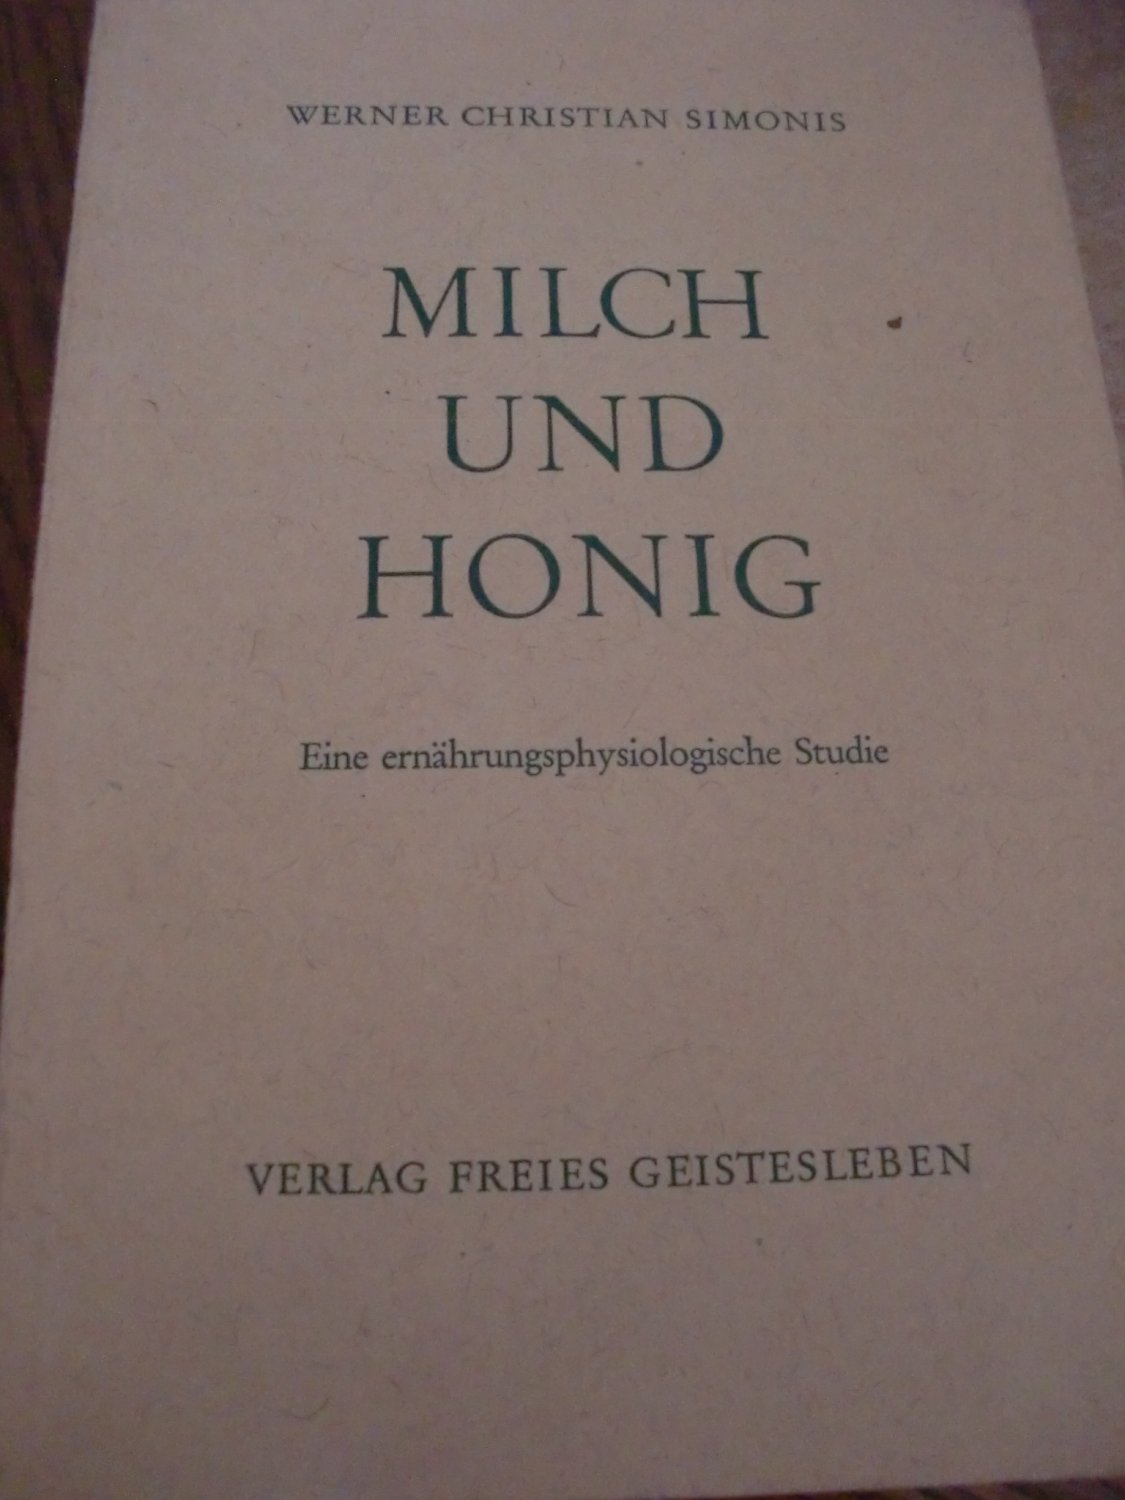 WERNER CHRISTIAN SIMONIS
MILCH
UND
HONIG
Eine ernährungsphysiologische Studie
VERLAG FREIES GEISTESLEBEN